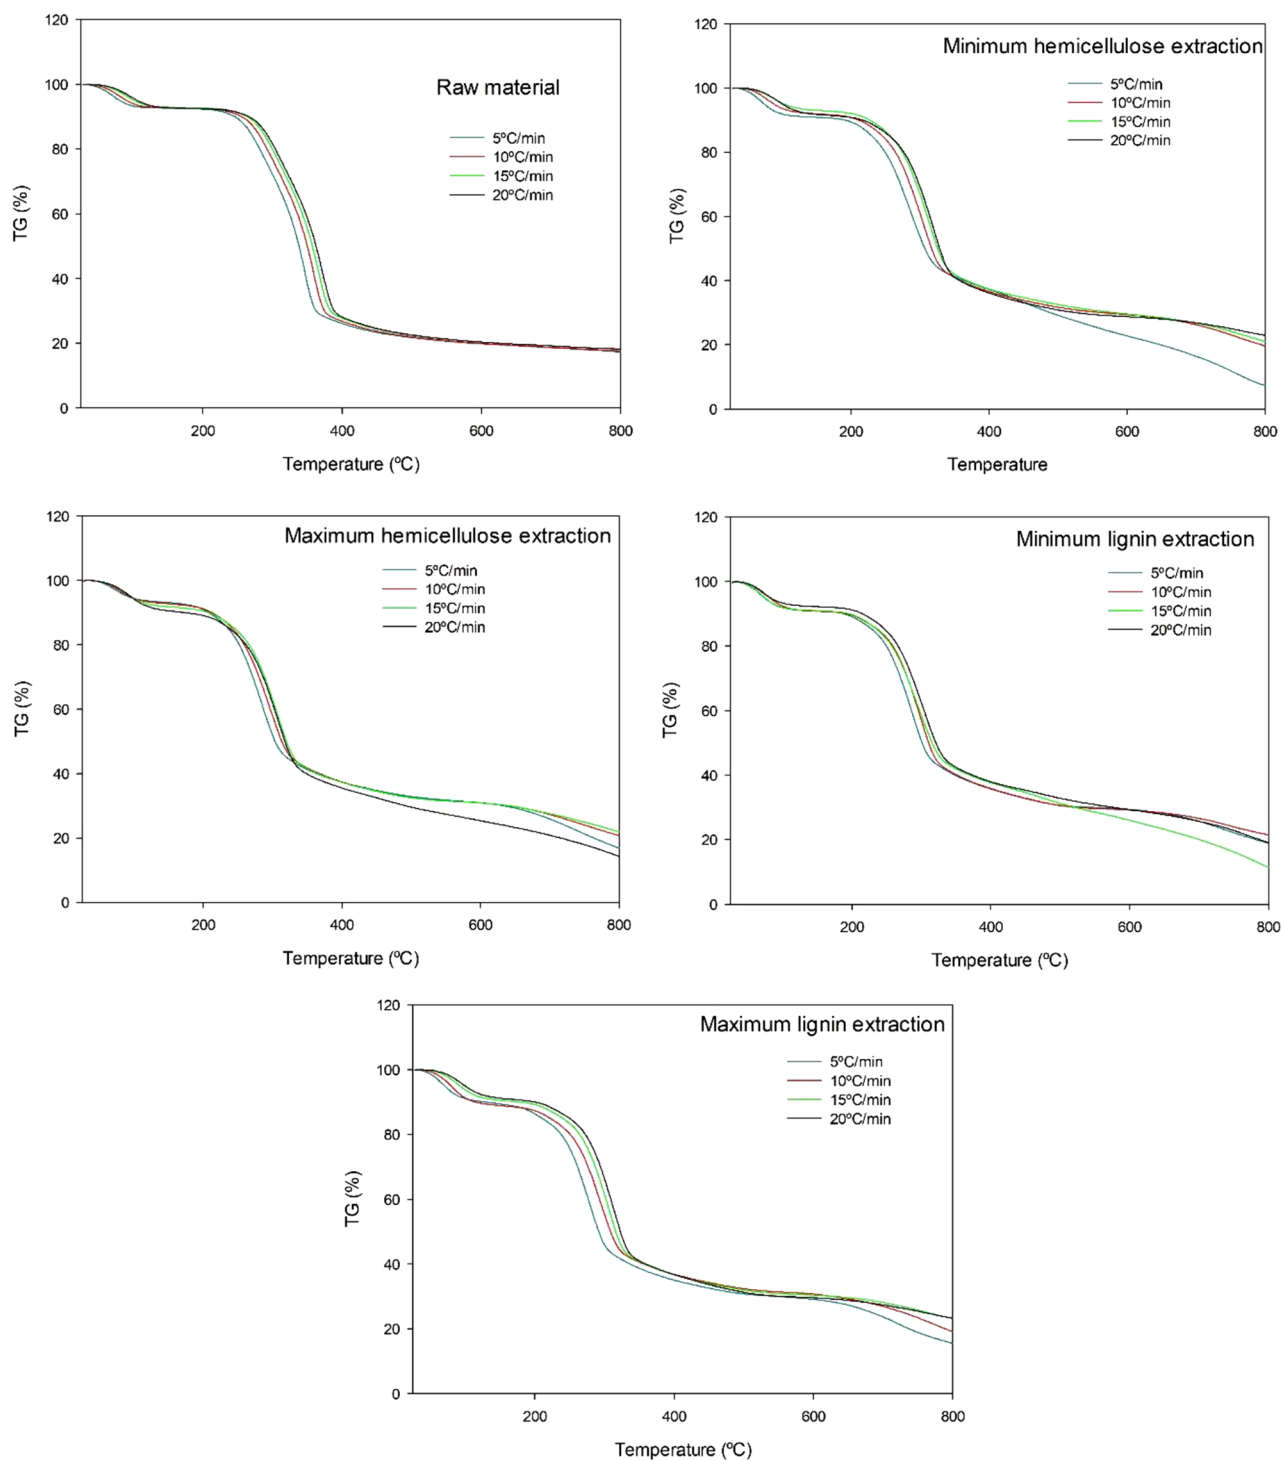 120
100
80
60
40
20
0
TG (%)
Raw material
5ºC/min
10ºC/min
15ºC/min
20ºC/min
200 400 600 800
Temperature (ºC)
120
100
80
60
40
20
0
TG (%)
Minimum hemicellulose extraction
5ºC/min
10ºC/min
15ºC/min
20ºC/min
200 400 600 800
Temperature
120
100
80
60
40
20
0
TG (%)
Maximum hemicellulose extraction
5ºC/min
10ºC/min
15ºC/min
20ºC/min
200 400 600 800
Temperature (ºC)
120
100
80
60
40
20
0
TG (%)
Minimum lignin extraction
5ºC/min
10ºC/min
15ºC/min
20ºC/min
200 400 600 800
Temperature (ºC)
120
100
80
60
40
20
0
TG (%)
Maximum lignin extraction
5ºC/min
10ºC/min
15ºC/min
20ºC/min
200 400 600 800
Temperature (ºC)